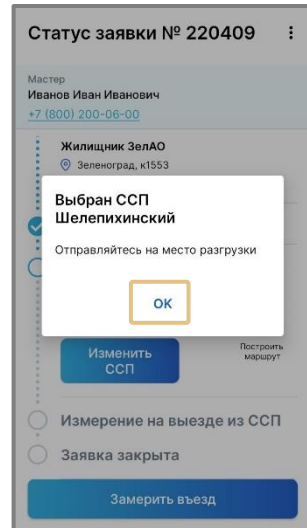 Статус заявки № 220409
Мастер
Иванов Иван Иванович
+7 (800) 200-06-00
Жилищник ЗелАО
Зеленоград, к1553
Выбран ССП
Шелепихинский
Отправляйтесь на место разгрузки
ОК
Изменить
ССП
Построить
маршрут
Измерение на выезде из ССП
Заявка закрыта
Замерить въезд